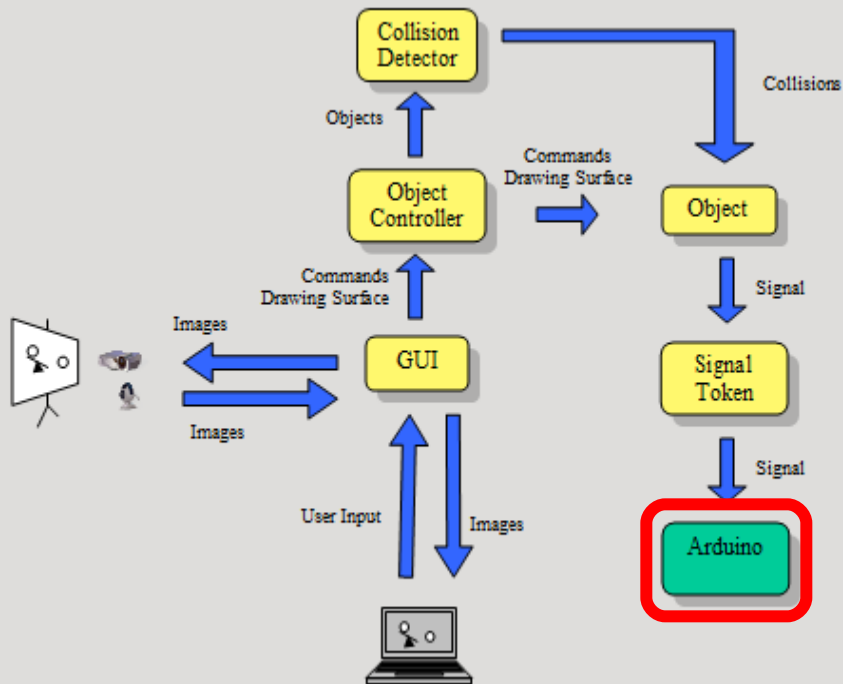 Collision
Detector
Collisions
Objects
Commands
Drawing Surface
Object
Controller
Object
Commands
Drawing Surface
Signal
Images
GUI
Signal
Token
Images
Signal
User Input
Images
Arduino